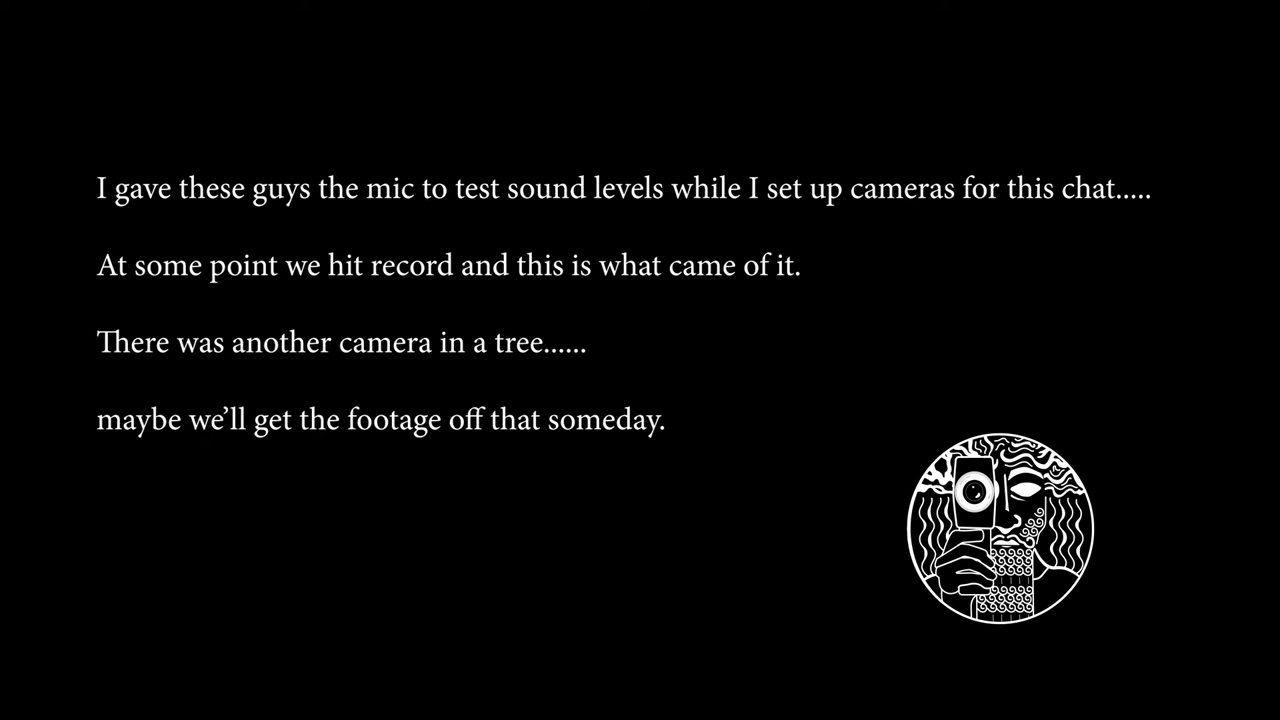 I gave these guys the mic to test sound levels while I set up cameras for this chat.....
At some point we hit record and this is what came of it.
There was another camera in a tree......
maybe we’ll get the footage off that someday.